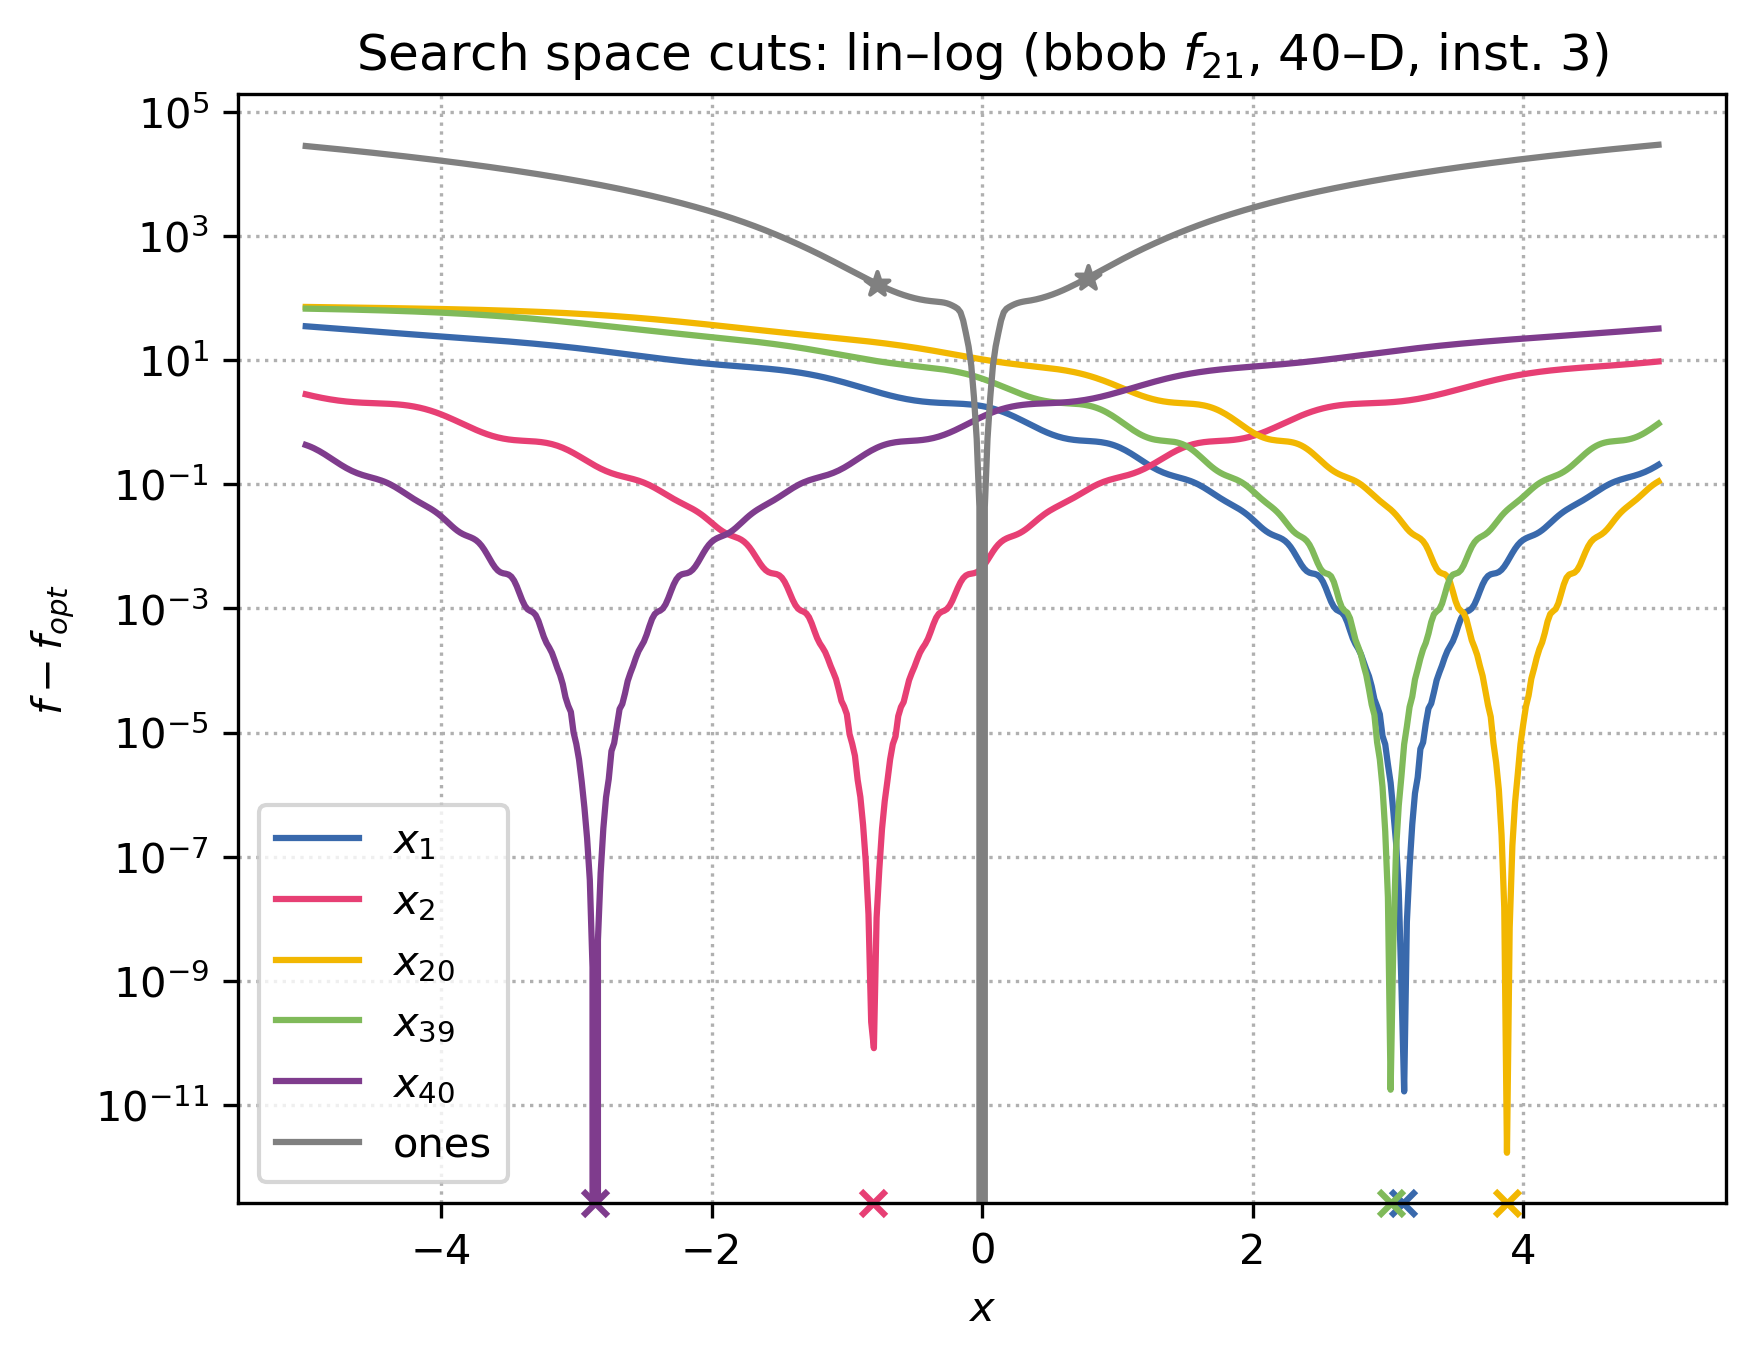 Search space cuts: lin–log (bbob f21, 40–D, inst. 3)
10^5
10^3
10^1
10^−1
10^−3
10^−5
10^−7
10^−9
10^−11
f − fopt
x1
x2
x20
x39
x40
ones
−4 −2 0 2 4
x